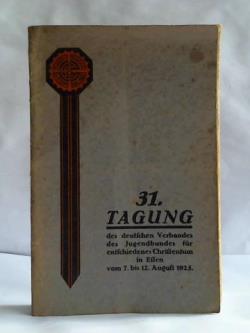 31.
TAGUNG
des deutschen Verbandes
des Jugendbundes für
entschiedenes Christentum
in Essen
vom 7. bis 12. August 1925.